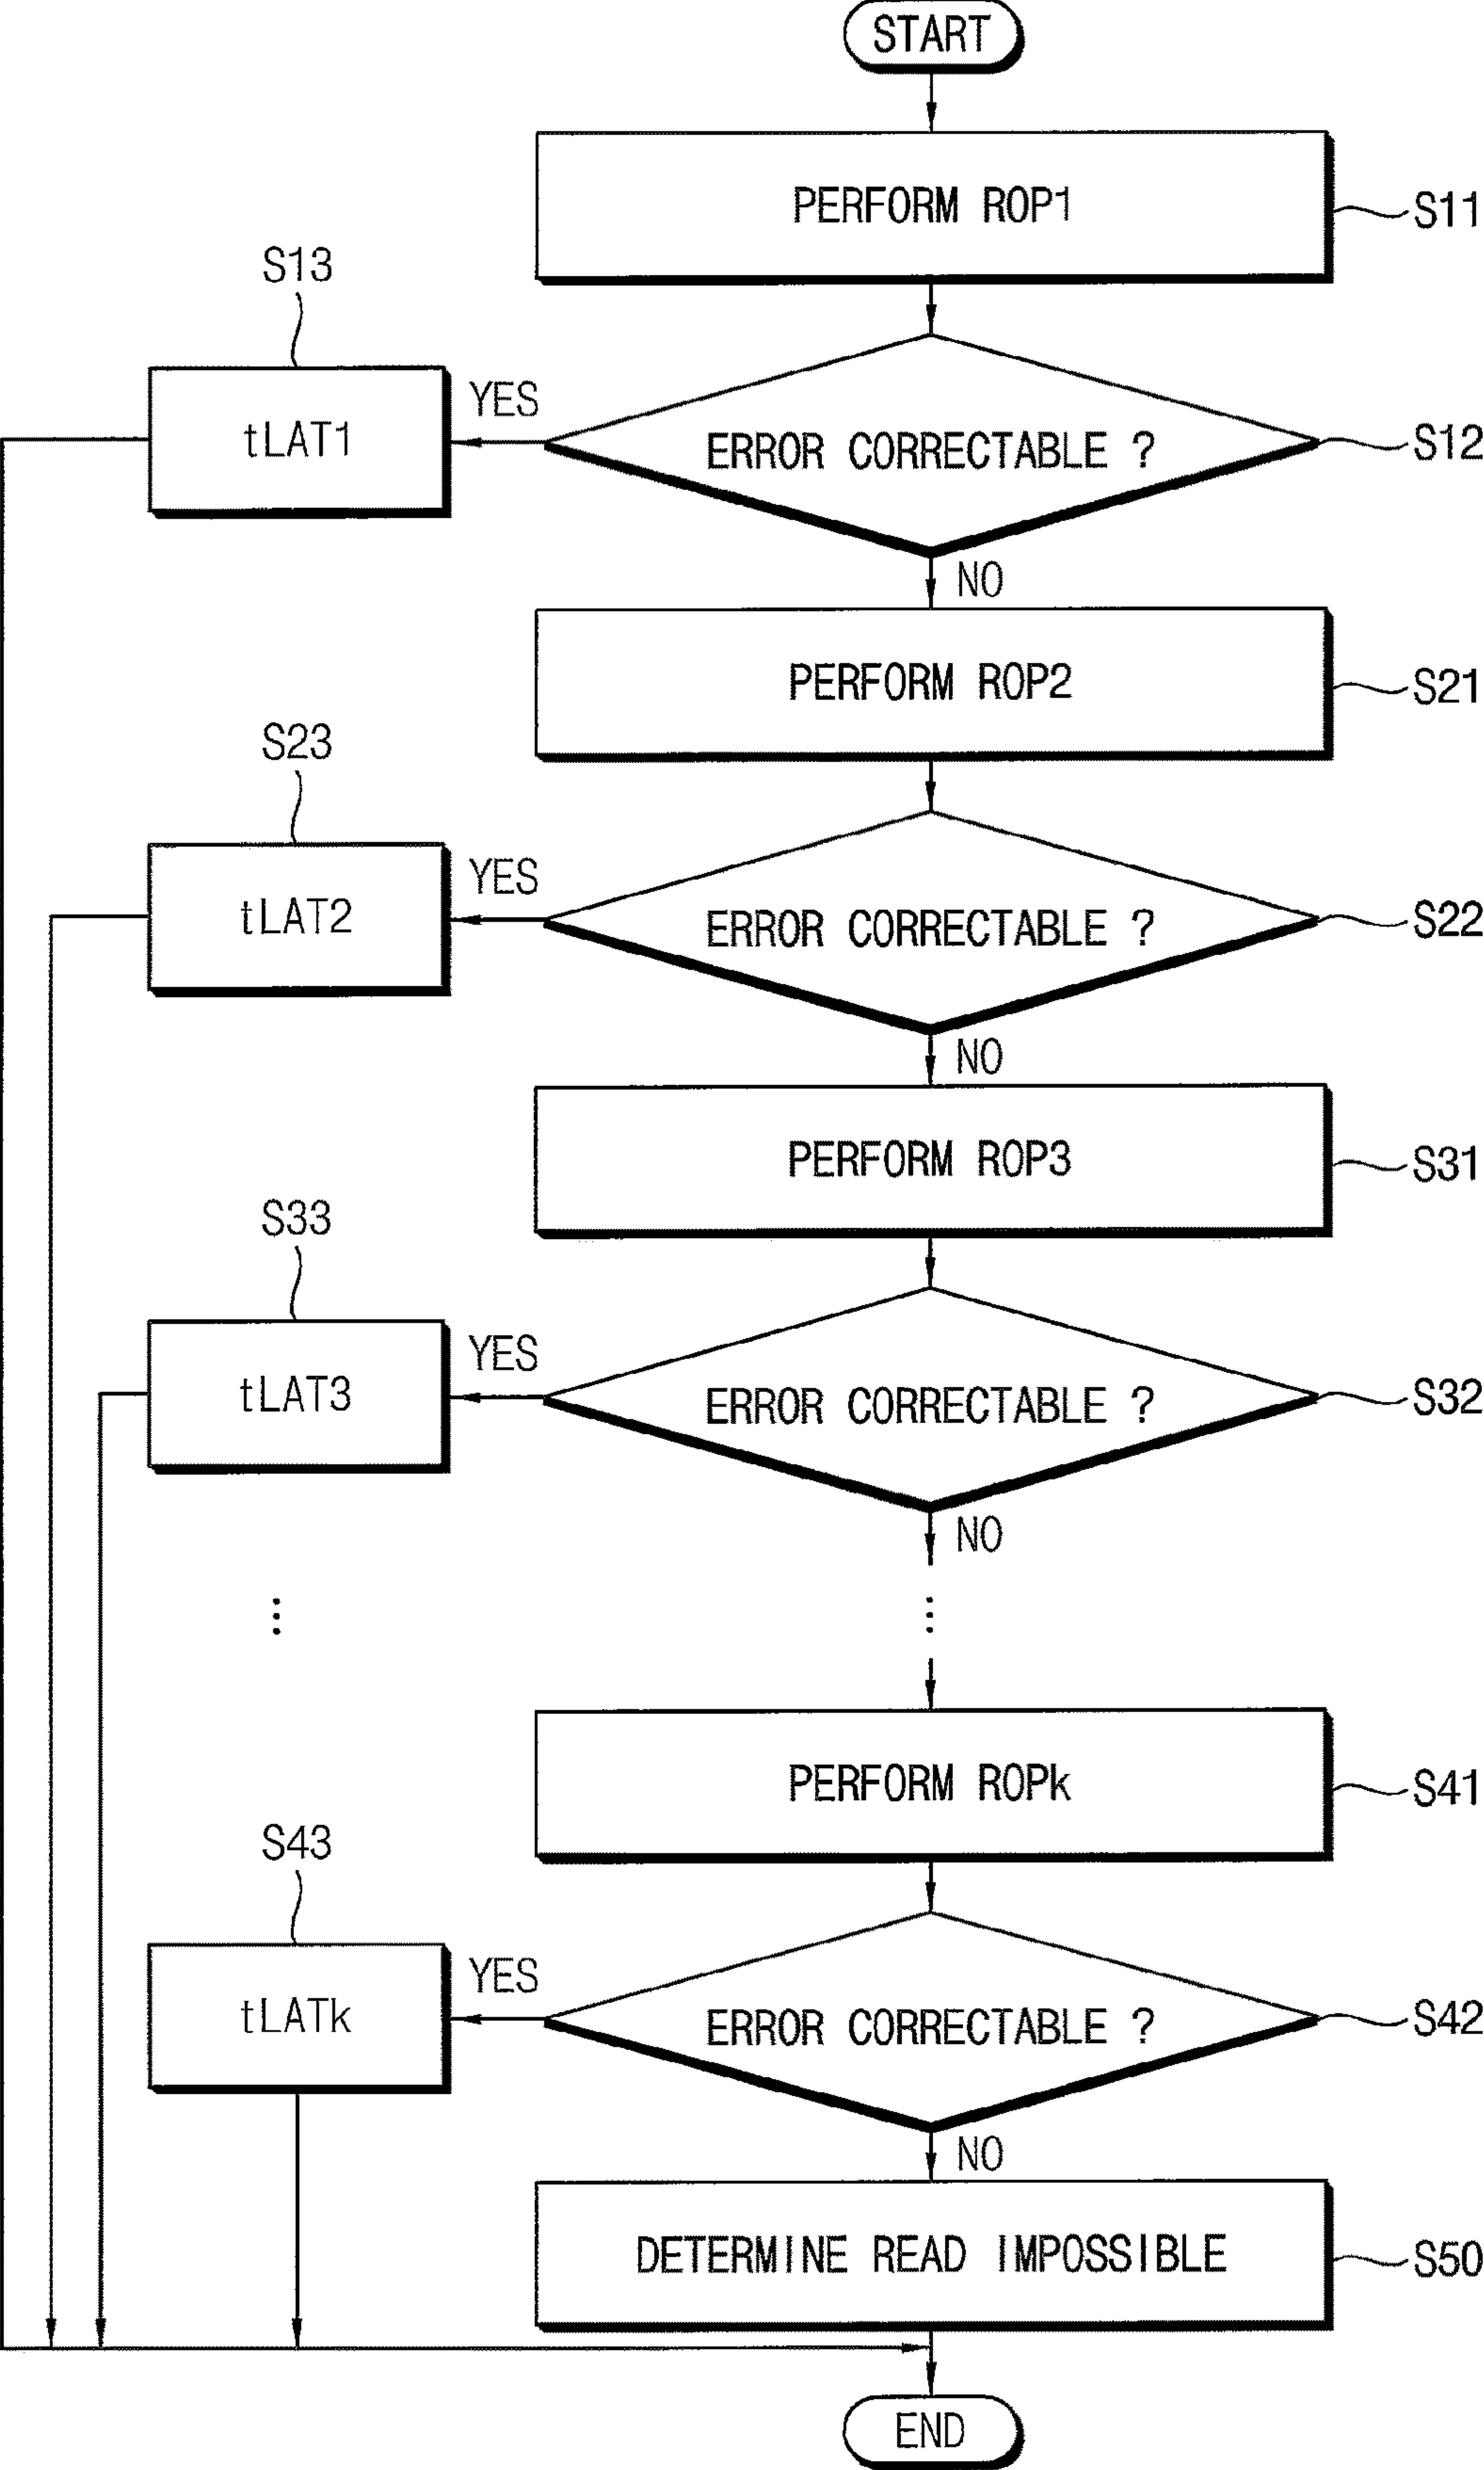 START
PERFORM ROP1
S11
S13
tLAT1
YES
ERROR CORRECTABLE ?
S12
NO
PERFORM ROP2
S21
S23
tLAT2
YES
ERROR CORRECTABLE ?
S22
NO
PERFORM ROP3
S31
S33
tLAT3
YES
ERROR CORRECTABLE ?
S32
NO
⋮
⋮
PERFORM ROPk
S41
S43
tLATk
YES
ERROR CORRECTABLE ?
S42
NO
DETERMINE READ IMPOSSIBLE
S50
END